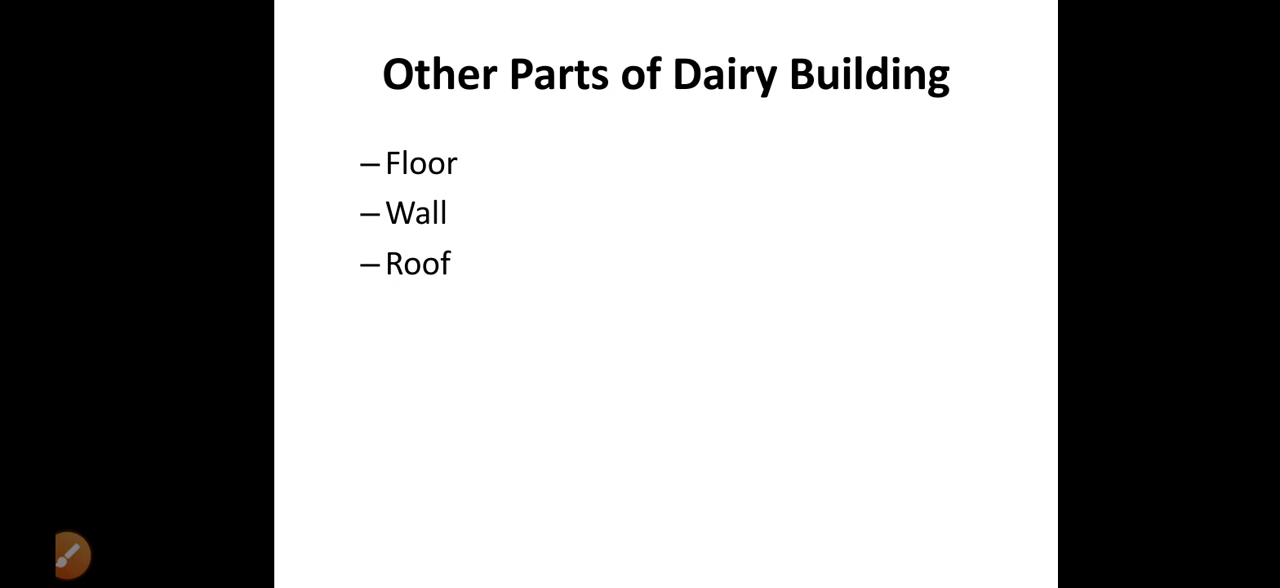 Other Parts of Dairy Building
– Floor
– Wall
– Roof